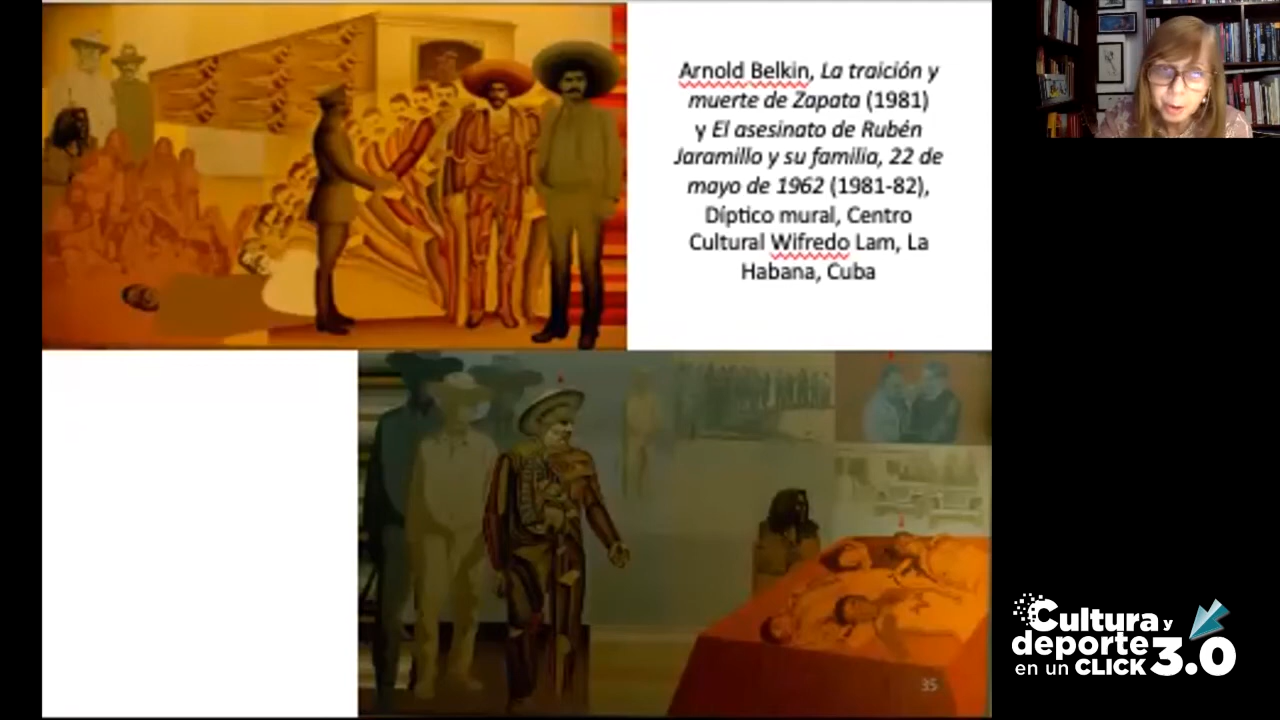 Arnold Belkin, La traición y
muerte de Zapata (1981)
y El asesinato de Rubén
Jaramillo y su familia, 22 de
mayo de 1962 (1981-82),
Díptico mural, Centro
Cultural Wifredo Lam, La
Habana, Cuba
35
Cultura y
deporte 3.0
en un CLICK